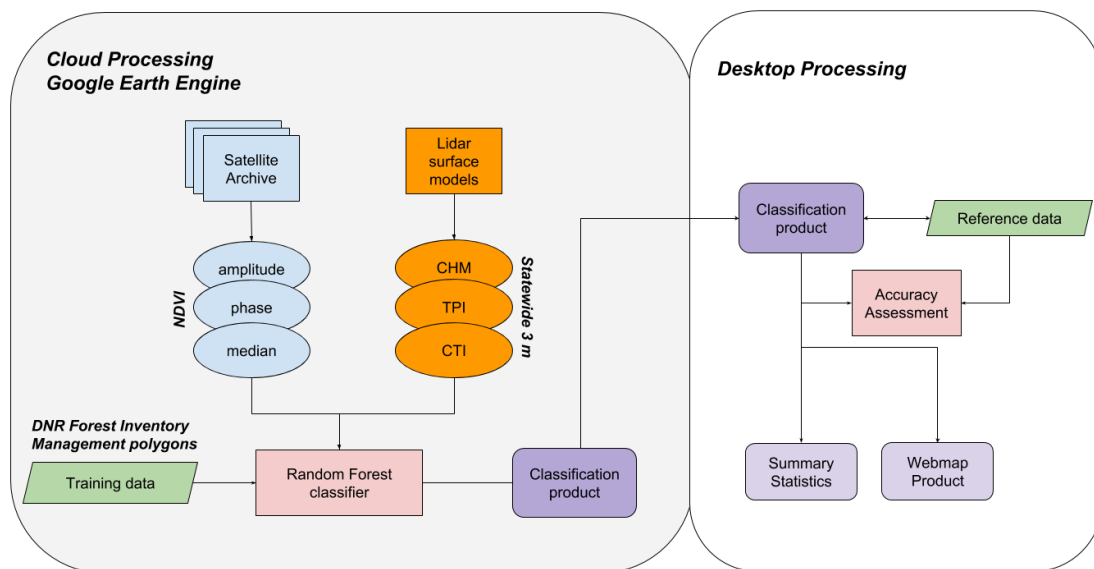 Cloud Processing
Google Earth Engine
Desktop Processing
Satellite
Archive
Lidar
surface
models
amplitude
phase
median
NDVI
CHM
TPI
CTI
Statewide 3 m
DNR Forest Inventory
Management polygons
Training data
Random Forest
classifier
Classification
product
Classification
product
Reference data
Accuracy
Assessment
Summary
Statistics
Webmap
Product